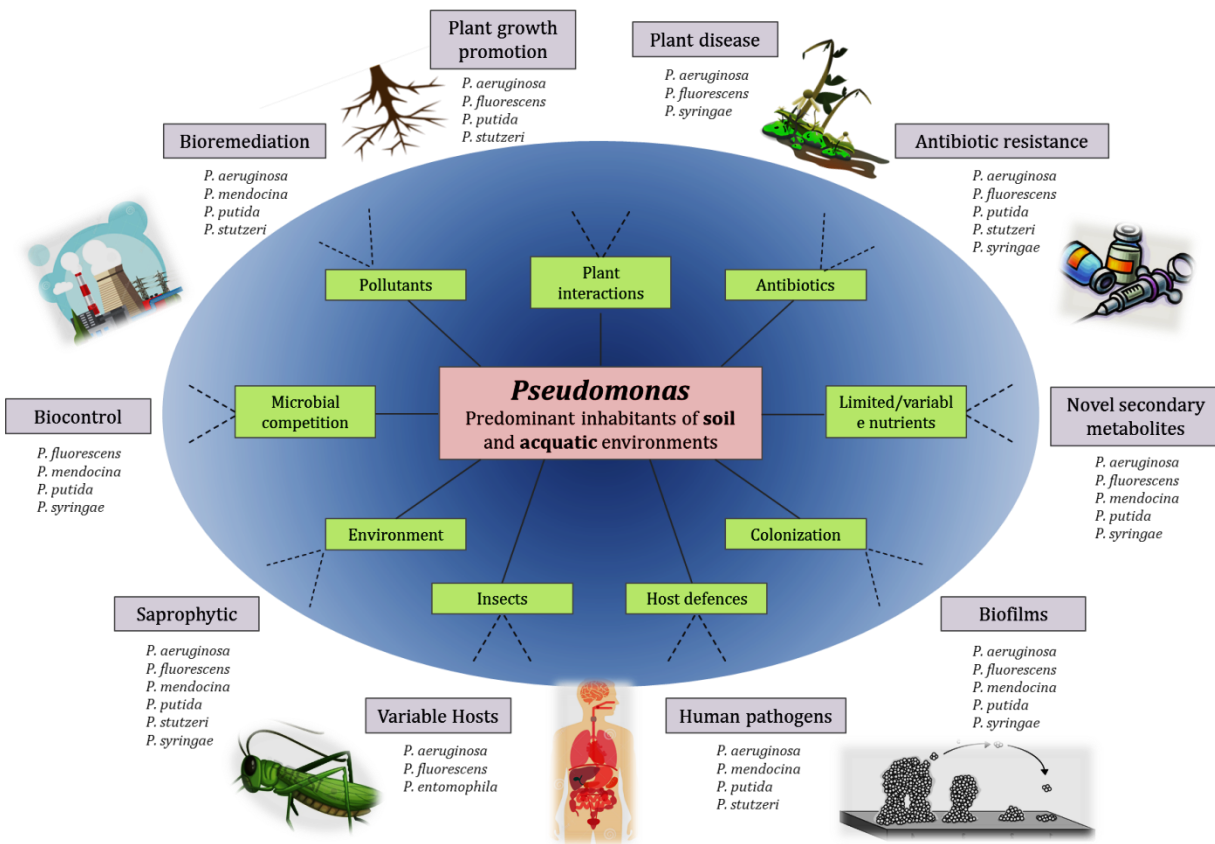 Plant growth
promotion
P. aeruginosa
P. fluorescens
P. putida
P. stutzeri
Plant disease
P. aeruginosa
P. fluorescens
P. syringae
Bioremediation
P. aeruginosa
P. mendocina
P. putida
P. stutzeri
Antibiotic resistance
P. aeruginosa
P. fluorescens
P. putida
P. stutzeri
P. syringae
Pollutants
Plant
interactions
Antibiotics
Microbial
competition
Pseudomonas
Predominant inhabitants of soil
and acquatic environments
Limited/variabl
e nutrients
Biocontrol
P. fluorescens
P. mendocina
P. putida
P. syringae
Novel secondary
metabolites
P. aeruginosa
P. fluorescens
P. mendocina
P. putida
P. syringae
Environment
Colonization
Insects
Host defences
Saprophytic
P. aeruginosa
P. fluorescens
P. mendocina
P. putida
P. stutzeri
P. syringae
Variable Hosts
P. aeruginosa
P. fluorescens
P. entomophila
Human pathogens
P. aeruginosa
P. mendocina
P. putida
P. stutzeri
Biofilms
P. aeruginosa
P. fluorescens
P. mendocina
P. putida
P. syringae